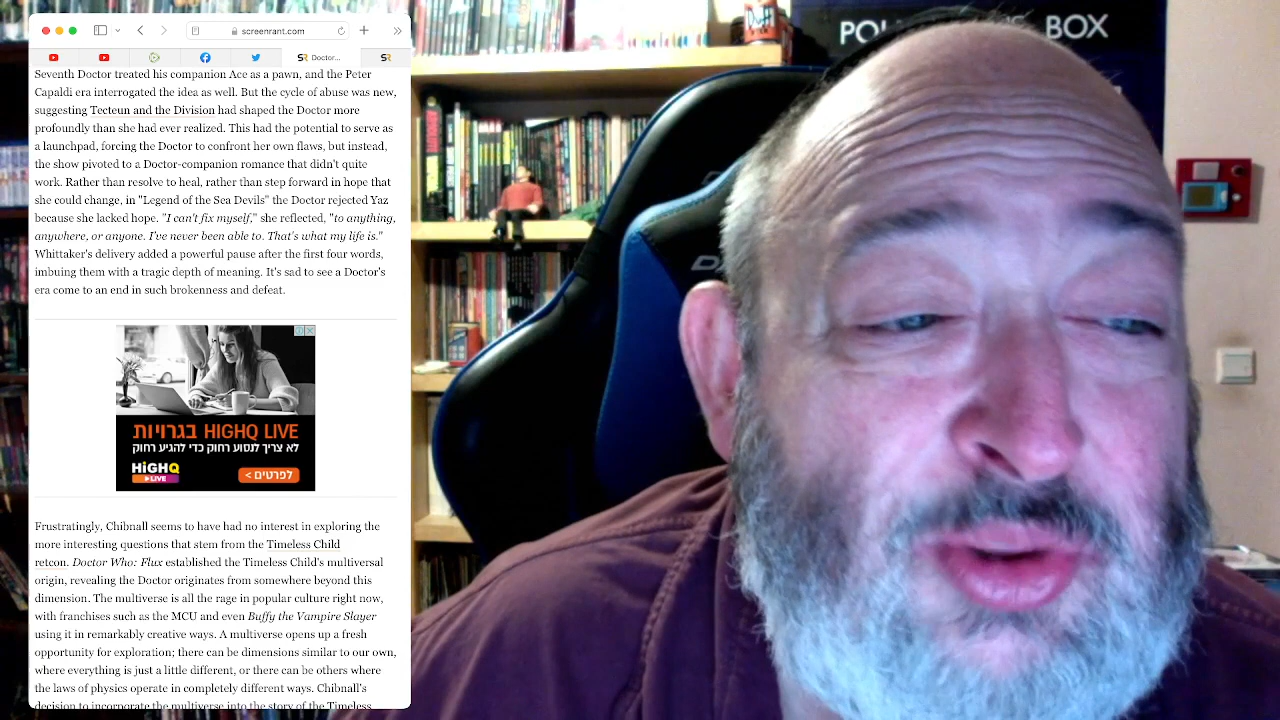 screenrant.com
Doctor...
Seventh Doctor treated his companion Ace as a pawn, and the Peter
Capaldi era interrogated the idea as well. But the cycle of abuse was new,
suggesting Tecteun and the Division had shaped the Doctor more
profoundly than she had ever realized. This had the potential to serve as
a launchpad, forcing the Doctor to confront her own flaws, but instead,
the show pivoted to a Doctor-companion romance that didn't quite
work. Rather than resolve to heal, rather than step forward in hope that
she could change, in "Legend of the Sea Devils" the Doctor rejected Yaz
because she lacked hope. "I can't fix myself," she reflected, "to anything,
anywhere, or anyone. I've never been able to. That's what my life is."
Whittaker's delivery added a powerful pause after the first four words,
imbuing them with a tragic depth of meaning. It's sad to see a Doctor's
era come to an end in such brokenness and defeat.
בגרויות HIGHQ LIVE
לא צריך לנסוע רחוק כדי להגיע רחוק
HIGHQ
LIVE
לפרטים >
Frustratingly, Chibnall seems to have had no interest in exploring the
more interesting questions that stem from the Timeless Child
retcon. Doctor Who: Flux established the Timeless Child's multiversal
origin, revealing the Doctor originates from somewhere beyond this
dimension. The multiverse is all the rage in popular culture right now,
with franchises such as the MCU and even Buffy the Vampire Slayer
using it in remarkably creative ways. A multiverse opens up a fresh
opportunity for exploration; there can be dimensions similar to our own,
where everything is just a little different, or there can be others where
the laws of physics operate in completely different ways. Chibnall's
decision to incorporate the multiverse into the story of the Timeless
Duff
BOX